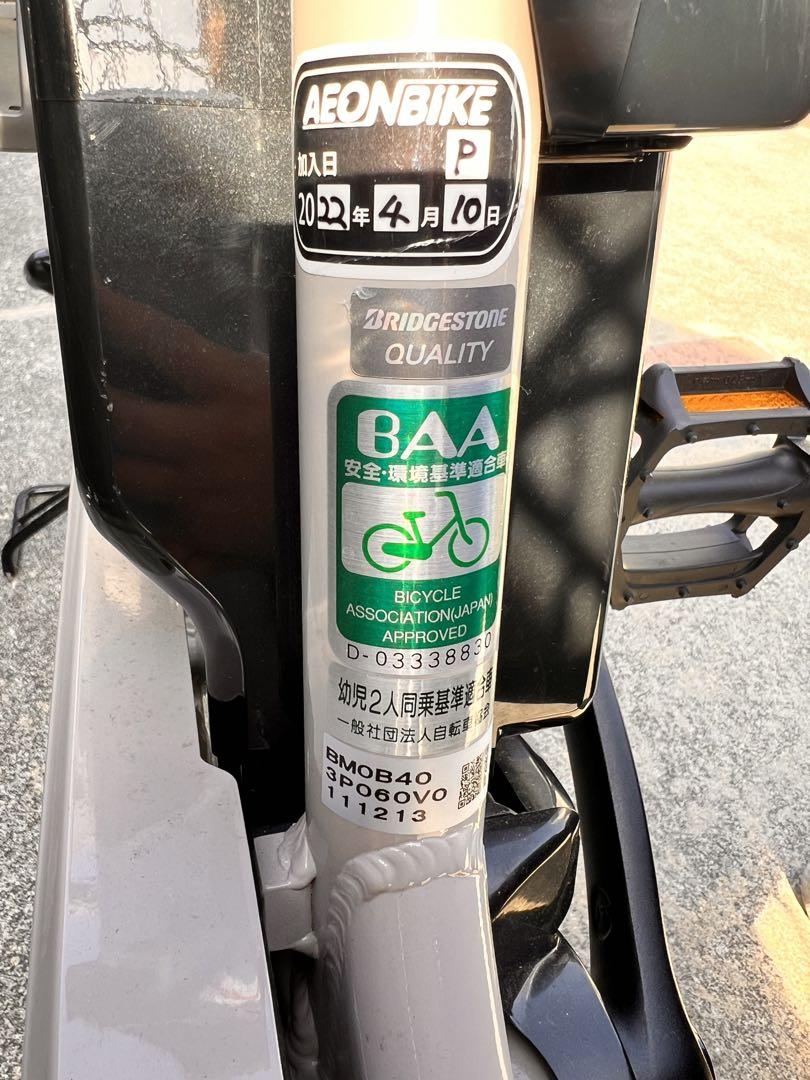 AEONBIKE
加入日 P
2022年4月10日
BRIDGESTONE
QUALITY
BAA
安全・環境基準適合車
BICYCLE
ASSOCIATION(JAPAN)
APPROVED
D-03338830
幼児2人同乗基準適合車
一般社団法人自転車協会
BM0B40
3P060V0
111213